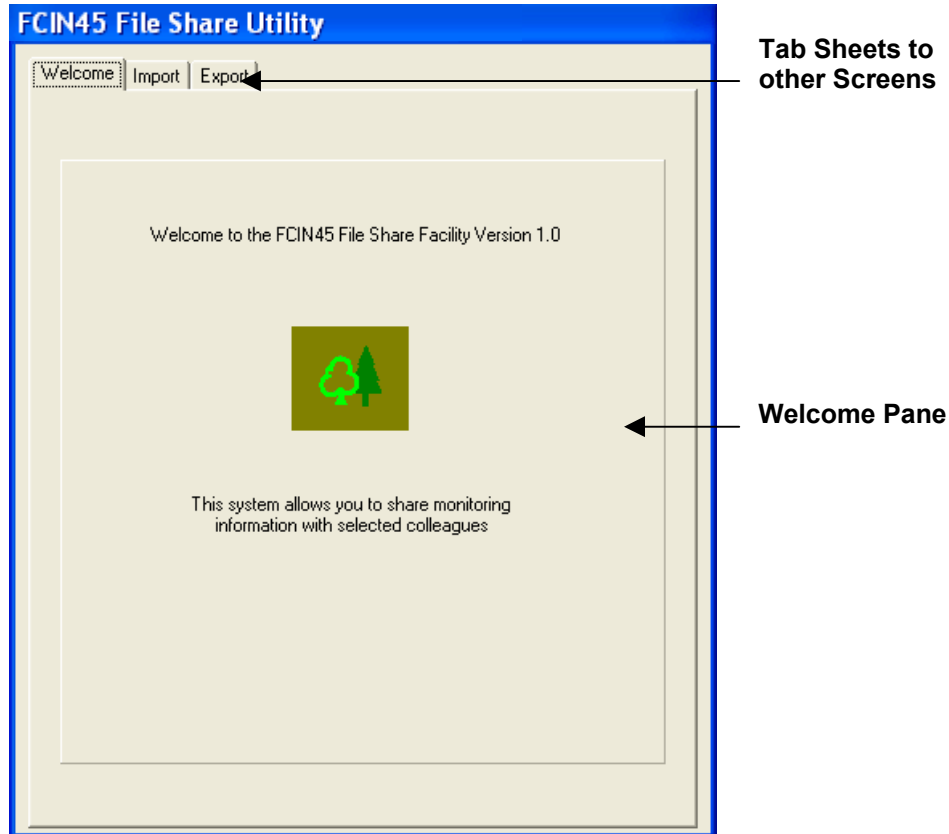 FCIN45 File Share Utility
Tab Sheets to
other Screens
Welcome Import Export
Welcome to the FCIN45 File Share Facility Version 1.0
Welcome Pane
This system allows you to share monitoring
information with selected colleagues